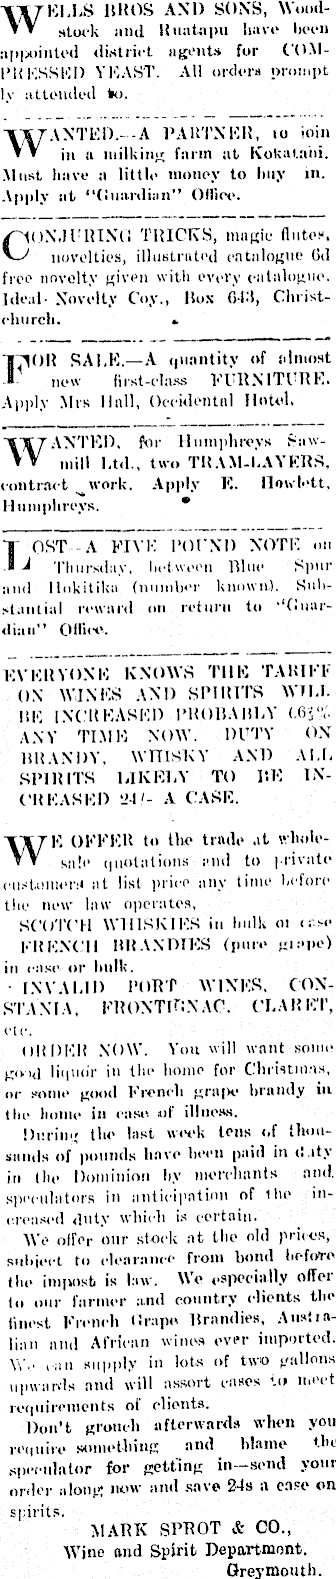 WELLS BROS AND SONS, Wood-
stock and Ruatapu have been
appointed district agents for COM-
PRESSED YEAST. All orders prompt
ly attended to.
WANTED.--A PARTNER, to join
in a milking farm at Kokatahi.
Must have a little money to buy in.
Apply at "Guardian" Office.
CONJURING TRICKS, magic flutes,
novelties, illustrated catalogue 6d
free novelty given with every catalogue.
Ideal Novelty Coy., Box 643, Christ-
church.
FOR SALE.—A quantity of almost
new first-class FURNITURE.
Apply Mrs Hall, Occidental Hotel.
WANTED, for Humphreys Saw-
mill Ltd., two TRAM-LAYERS,
contract work. Apply E. Howlett,
Humphreys.
LOST—A FIVE POUND NOTE on
Thursday, between Blue Spur
and Hokitika (number known). Sub-
stantial reward on return to "Guar-
dian" Office.
EVERYONE KNOWS THE TARIFF
ON WINES AND SPIRITS WILL
BE INCREASED PROBABLY
ANY TIME NOW. DUTY ON
BRANDY, WHISKY AND ALL
SPIRITS LIKELY TO BE IN-
CREASED 24/- A CASE.
WE OFFER to the trade at whole-
sale quotations and to private
customers at list price any time before
the new law operates,
SCOTCH WHISKIES in bulk or case
FRENCH BRANDIES (pure grape)
in case or bulk.
INVALID PORT WINES, CON-
STANIA, FRONTIGNAC, CLARET,
etc.
ORDER NOW. You will want some
good liquor in the home for Christmas,
or some good French grape brandy in
the home in case of illness.
During the last week tens of thou-
sands of pounds have been paid in duty
in the Dominion by merchants and
speculators in anticipation of the in-
creased duty which is certain.
We offer our stock at the old prices,
subject to clearance from bond before
the impost is law. We especially offer
to our farmer and country clients the
finest French Grape Brandies, Austra-
lian and African wines ever imported.
We can supply in lots of two gallons
upwards and will assort cases to meet
requirements of clients.
Don't grouch afterwards when you
require something and blame the
speculator for getting in—send your
order along now and save 24s a case on
spirits.
MARK SPROT & CO.,
Wine and Spirit Department,
Greymouth.